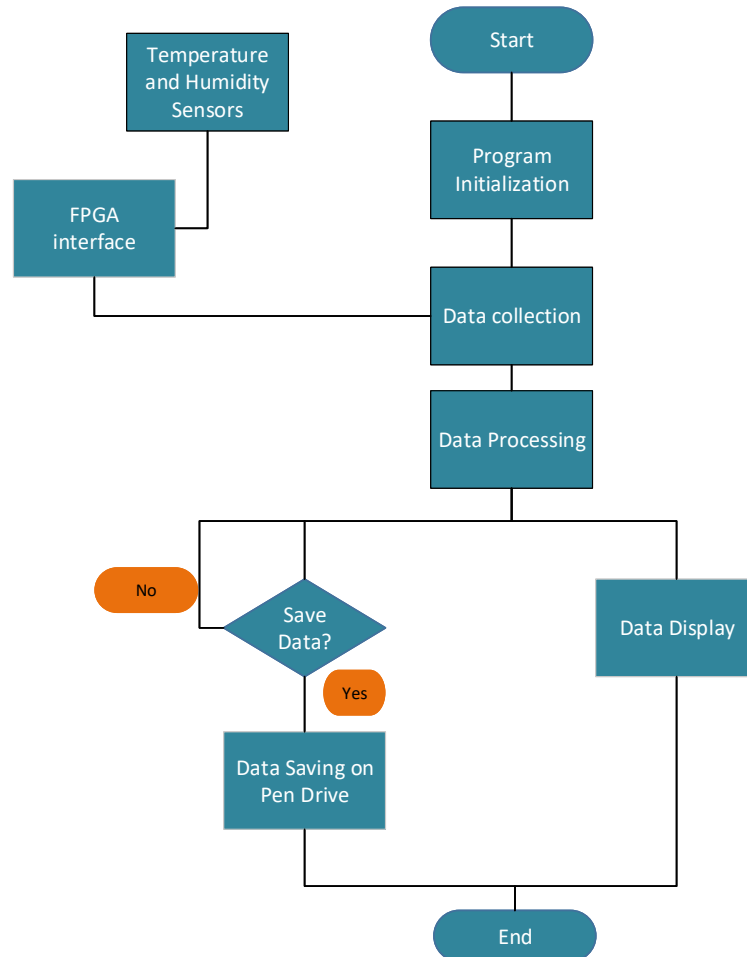 Start
Temperature
and Humidity
Sensors
Program
Initialization
FPGA
interface
Data collection
Data Processing
No
Save
Data?
Data Display
Yes
Data Saving on
Pen Drive
End